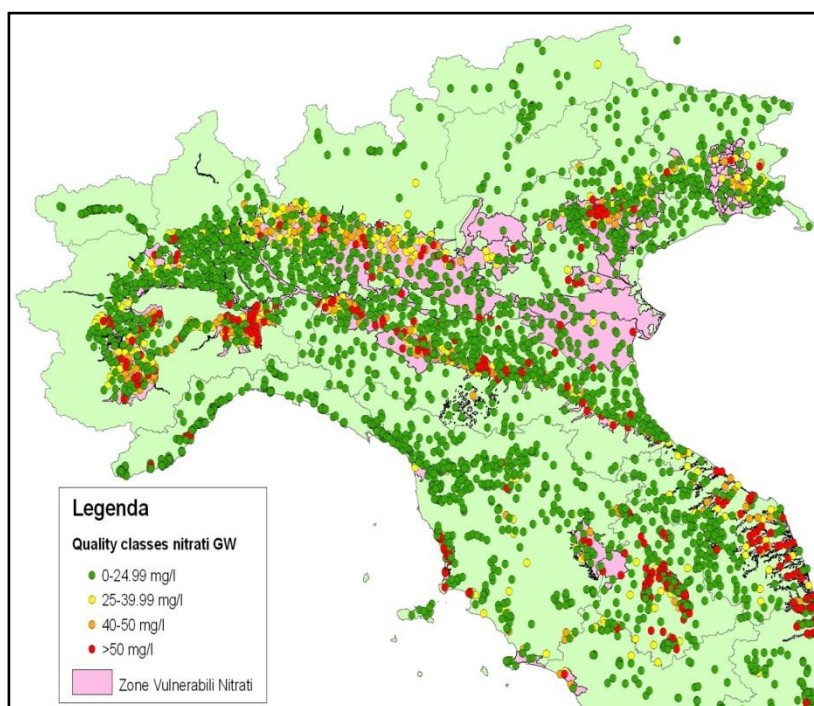 Legenda
Quality classes nitrati GW
0-24.99 mg/l
25-39.99 mg/l
40-50 mg/l
>50 mg/l
Zone Vulnerabili Nitrati